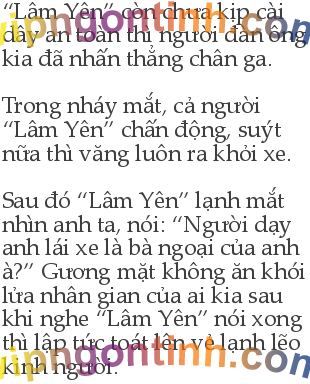 “Lâm Yên” còn chưa kịp cài
dây an toàn thì người đàn ông
kia đã nhấn thẳng chân ga.
Trong nháy mắt, cả người
“Lâm Yên” chấn động, suýt
nữa thì văng luôn ra khỏi xe.
Sau đó “Lâm Yên” lạnh mắt
nhìn anh ta, nói: “Người dạy
anh lái xe là bà ngoại của anh
à?” Gương mặt không ăn khói
lửa nhân gian của ai kia sau
khi nghe “Lâm Yên” nói xong
thì lập tức toát lên vẻ lạnh lẽo
kinh người.
vipngontinh.com
vipngontinh.com